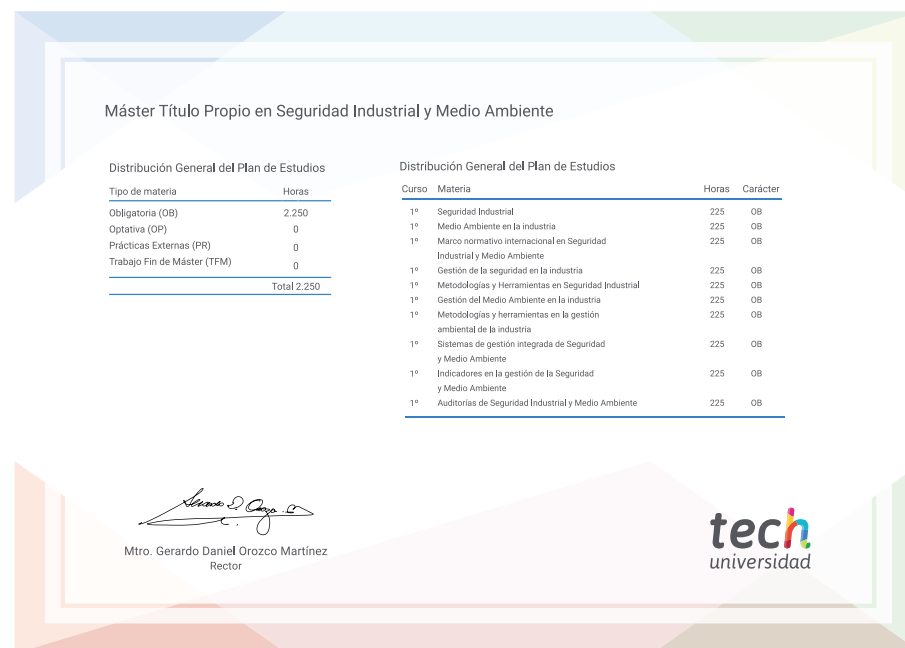 Máster Título Propio en Seguridad Industrial y Medio Ambiente
Distribución General del Plan de Estudios
Tipo de materia Horas
Obligatoria (OB) 2.250
Optativa (OP) 0
Prácticas Externas (PR) 0
Trabajo Fin de Máster (TFM) 0
Total 2.250
Distribución General del Plan de Estudios
Curso Materia Horas Carácter
1º Seguridad Industrial 225 OB
1º Medio Ambiente en la industria 225 OB
1º Marco normativo internacional en Seguridad 225 OB
Industrial y Medio Ambiente
1º Gestión de la seguridad en la industria 225 OB
1º Metodologías y Herramientas en Seguridad Industrial 225 OB
1º Gestión del Medio Ambiente en la industria 225 OB
1º Metodologías y herramientas en la gestión 225 OB
ambiental de la industria
1º Sistemas de gestión integrada de Seguridad 225 OB
y Medio Ambiente
1º Indicadores en la gestión de la Seguridad 225 OB
y Medio Ambiente
1º Auditorías de Seguridad Industrial y Medio Ambiente 225 OB
Mtro. Gerardo Daniel Orozco Martínez
Rector
tech
universidad